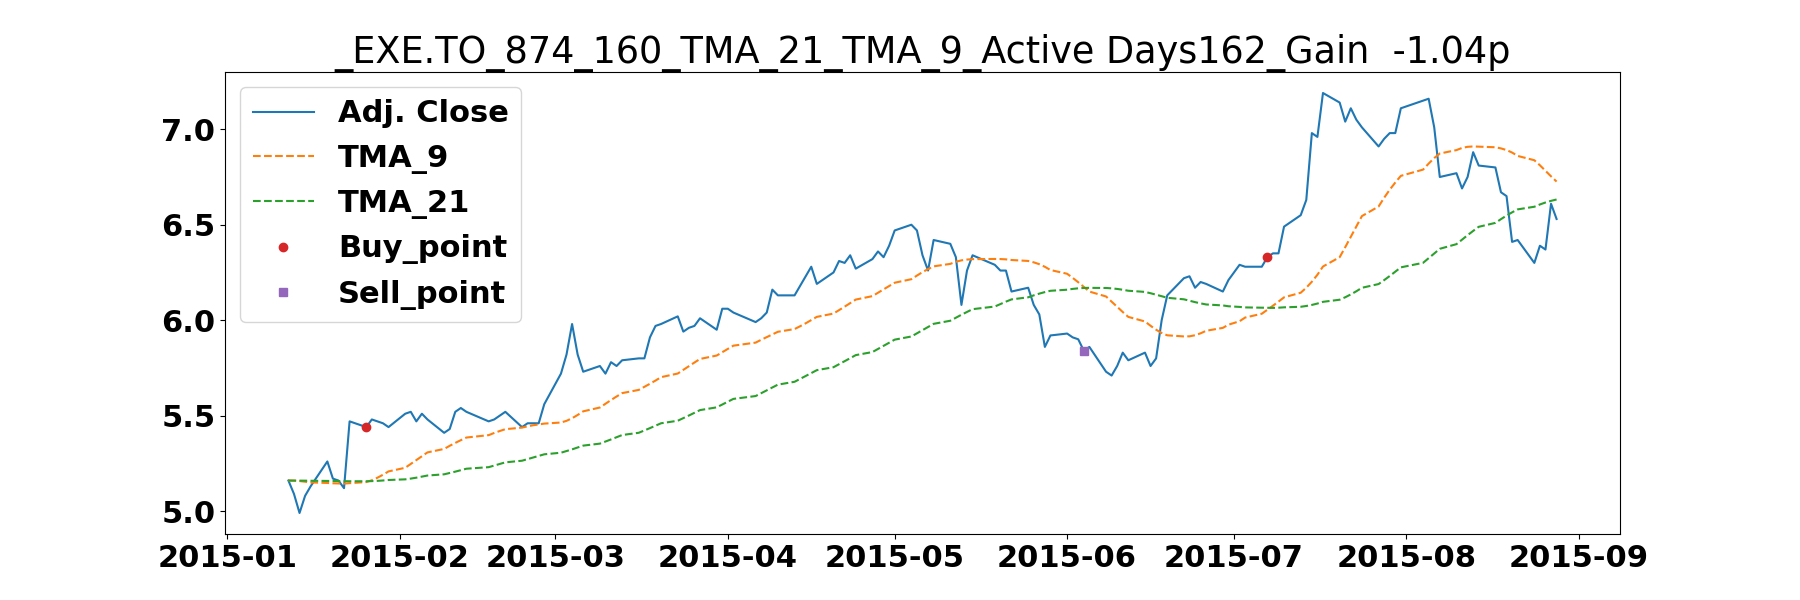 _EXE.TO_874_160_TMA_21_TMA_9_Active Days162_Gain  -1.04p
Adj. Close
TMA_9
TMA_21
Buy_point
Sell_point
7.0
6.5
6.0
5.5
5.0
2015-01 2015-02 2015-03 2015-04 2015-05 2015-06 2015-07 2015-08 2015-09